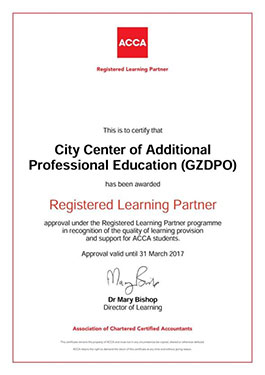 ACCA
Registered Learning Partner
This is to certify that
City Center of Additional
Professional Education (GZDPO)
has been awarded
Registered Learning Partner
approval under the Registered Learning Partner programme
in recognition of the quality of learning provision
and support for ACCA students.
Approval valid until 31 March 2017
Mary Bishop
Dr Mary Bishop
Director of Learning
Association of Chartered Certified Accountants